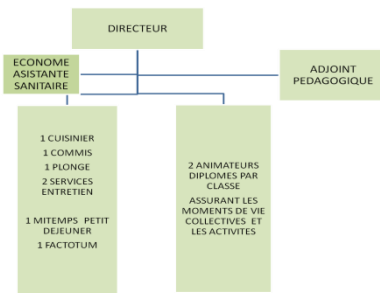 DIRECTEUR
ECONOME
ASISTANTE
SANITAIRE
ADJOINT
PEDAGOGIQUE
1 CUISINIER
1 COMMIS
1 PLONGE
2 SERVICES
ENTRETIEN
1 MITEMPS PETIT
DEJEUNER
1 FACTOTUM
2 ANIMATEURS
DIPLOMES PAR
CLASSE
ASSURANT LES
MOMENTS DE VIE
COLLECTIVES ET
LES ACTIVITES